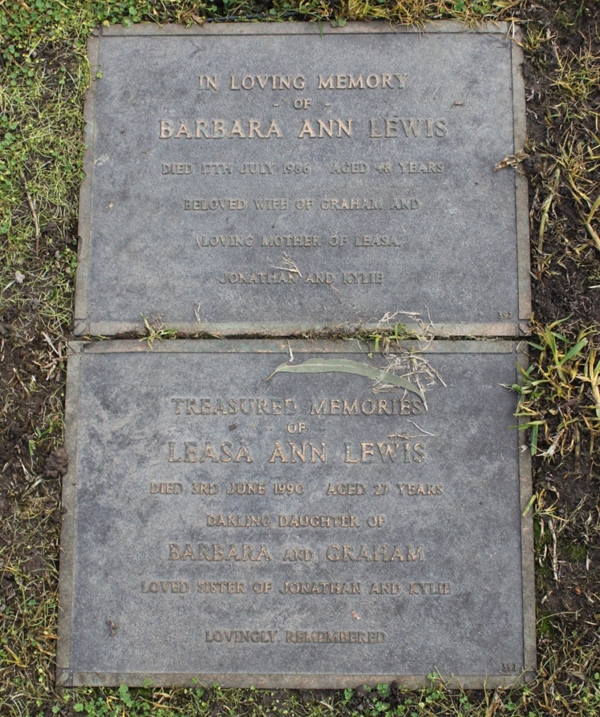 IN LOVING MEMORY
- OF -
BARBARA ANN LEWIS
DIED 17TH JULY 1986 AGED 48 YEARS
BELOVED WIFE OF GRAHAM AND
LOVING MOTHER OF LEASA,
JONATHAN AND KYLIE
TREASURED MEMORIES
- OF -
LEASA ANN LEWIS
DIED 3RD JUNE 1990 AGED 27 YEARS
DARLING DAUGHTER OF
BARBARA AND GRAHAM
LOVED SISTER OF JONATHAN AND KYLIE
LOVINGLY REMEMBERED